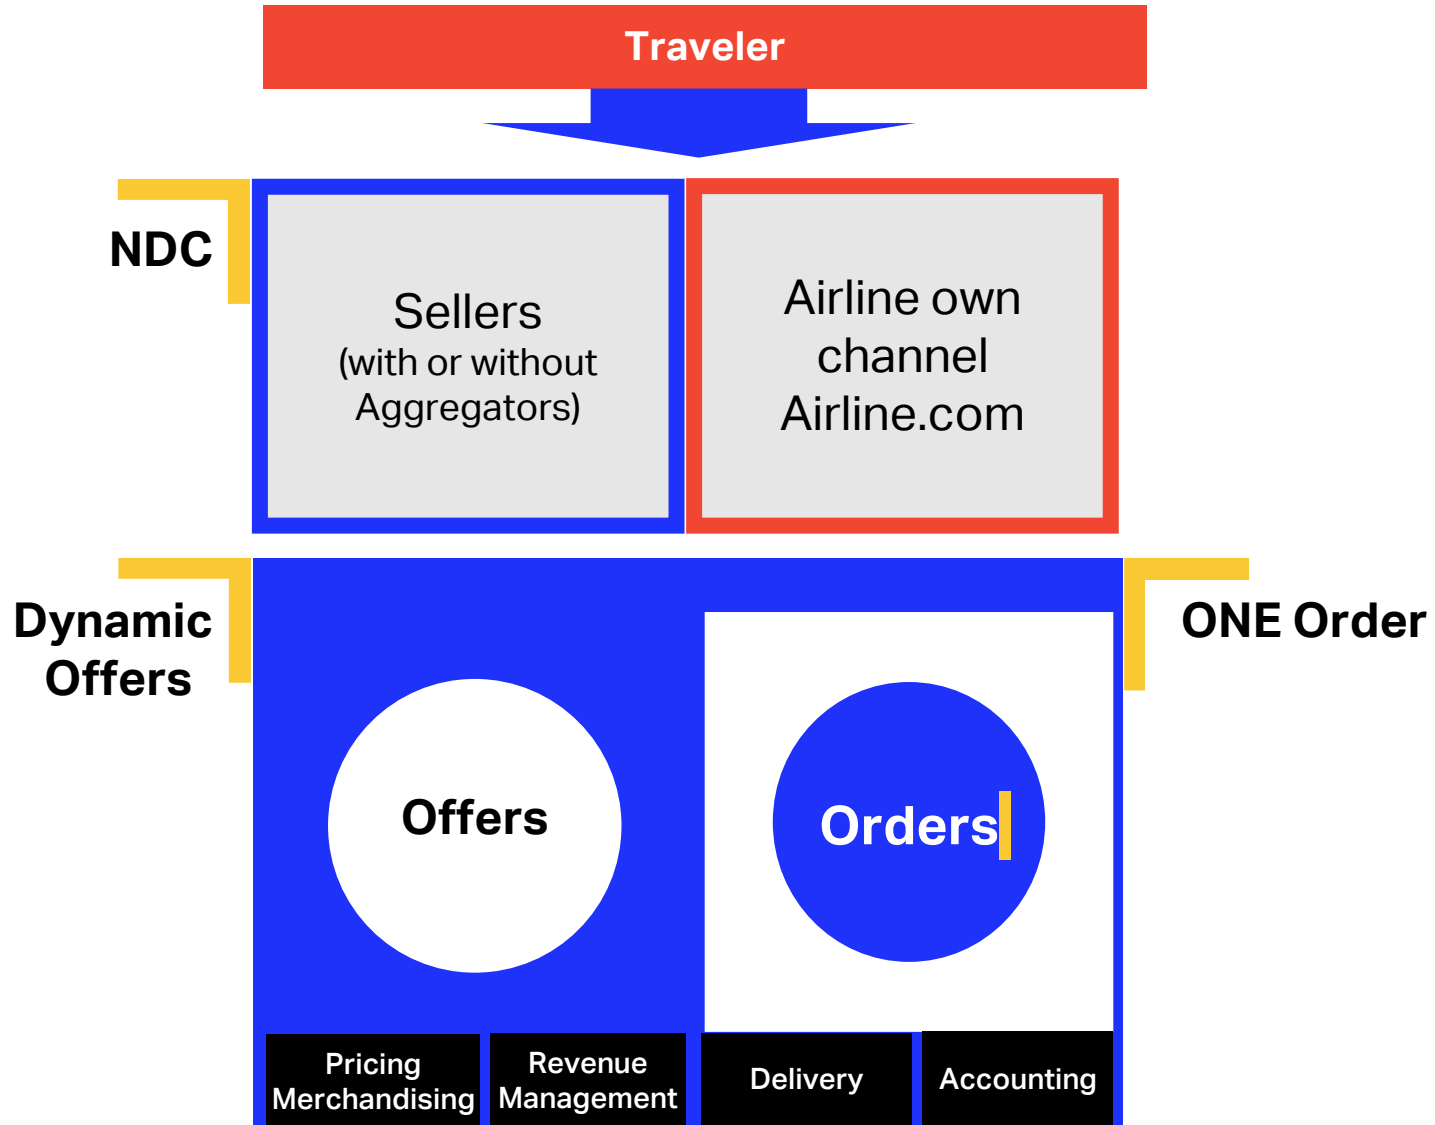 Traveler
NDC
Sellers
(with or without
Aggregators)
Airline own
channel
Airline.com
Dynamic
Offers
ONE Order
Offers
Orders
Pricing
Merchandising
Revenue
Management
Delivery
Accounting